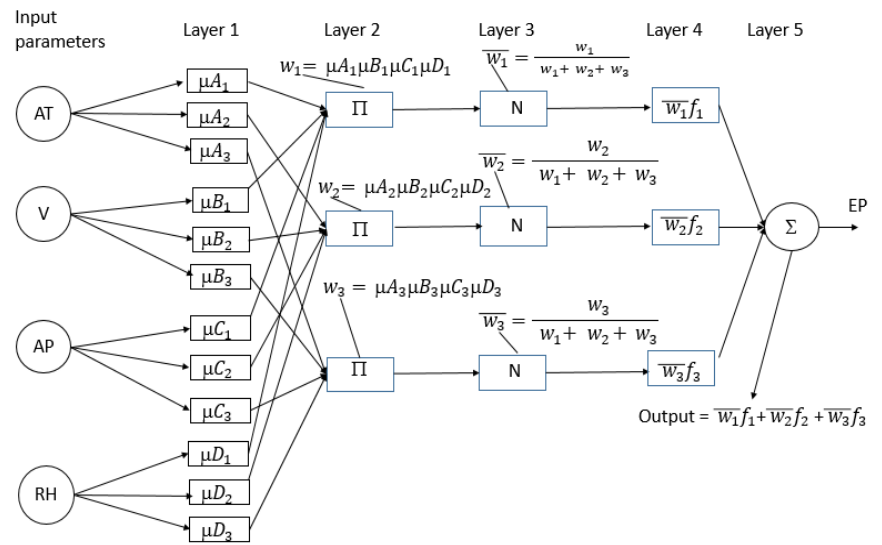 Input
parameters
Layer 1
Layer 2
Layer 3
Layer 4
Layer 5
AT
V
AP
RH
μA₁
μA₂
μA₃
μB₁
μB₂
μB₃
μC₁
μC₂
μC₃
μD₁
μD₂
μD₃
w₁= μA₁μB₁μC₁μD₁
Π
w₂= μA₂μB₂μC₂μD₂
Π
w₃ = μA₃μB₃μC₃μD₃
Π
w̅₁ = w₁ / w₁+ w₂+ w₃
N
w̅₂ = w₂ / w₁+ w₂ + w₃
N
w̅₃ = w₃ / w₁+ w₂ + w₃
N
w̅₁f₁
w̅₂f₂
w̅₃f₃
Σ
EP
Output = w̅₁f₁+w̅₂f₂ +w̅₃f₃